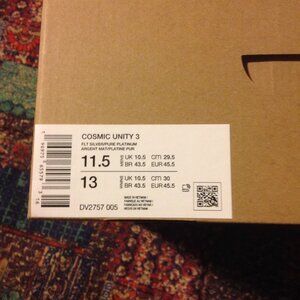 COSMIC UNITY 3
FLT SILVER/PURE PLATINUM
ARGENT MAT/PLATINE PUR
11.5 UK 10.5 CM 29.5
BR 43.5 EUR 45.5
13 UK 10.5 CM 30
BR 43.5 EUR 45.5
MADE IN VIETNAM
DV2757 005